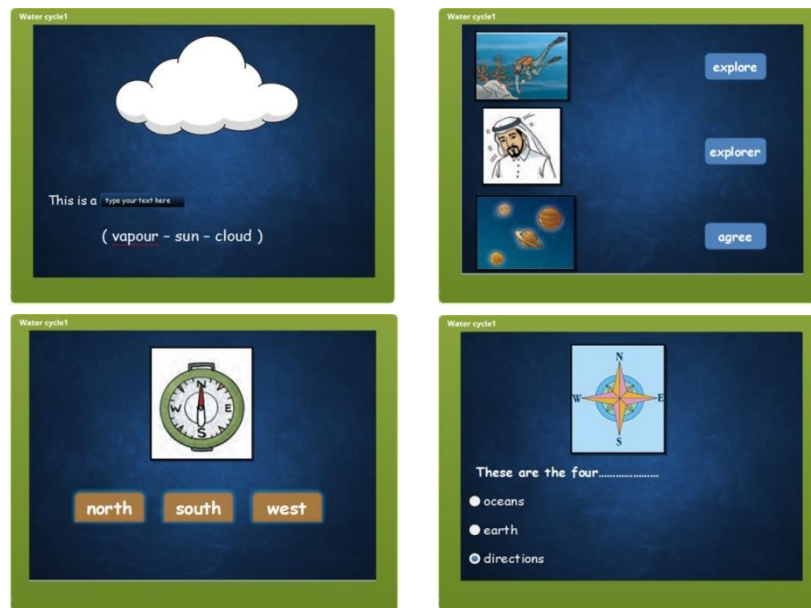 Water cycle1
This is a type your text here
( vapour - sun - cloud )
Water cycle1
explore
explorer
agree
Water cycle1
N
W E
S
north south west
Water cycle1
N
W E
S
These are the four.....................
oceans
earth
directions